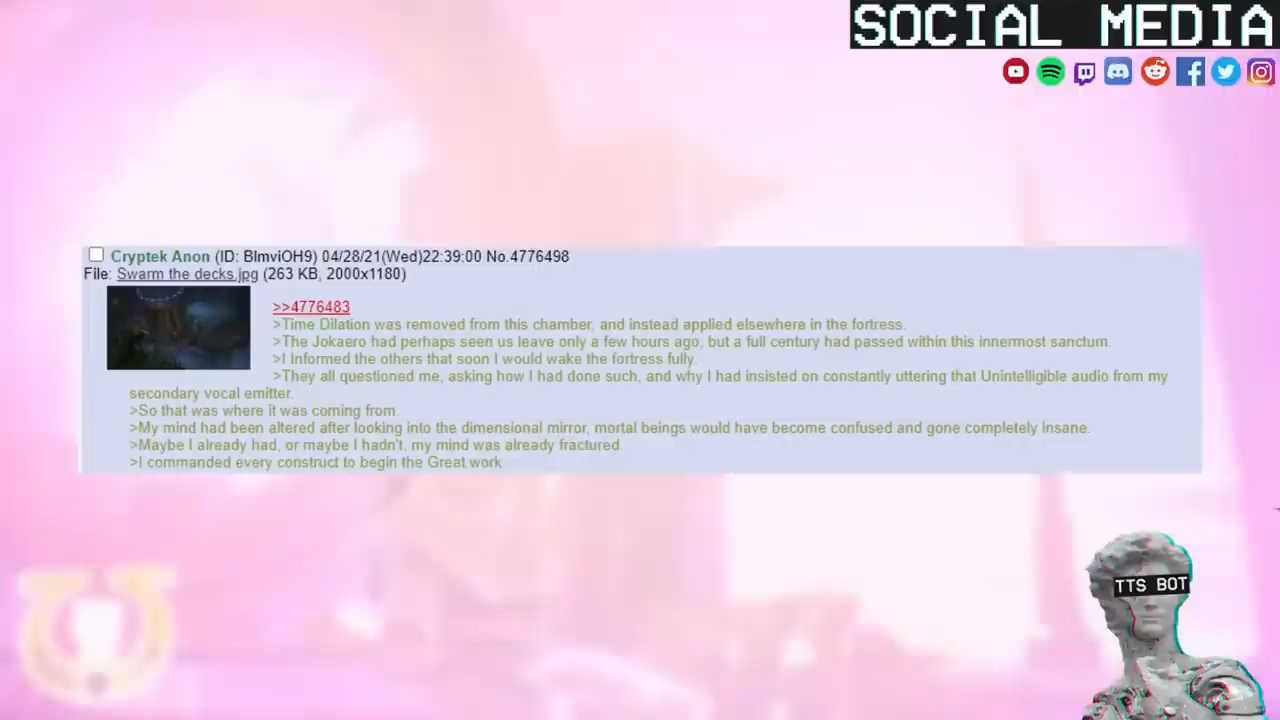 SOCIAL MEDIA
Cryptek Anon (ID: BlmviOH9) 04/28/21(Wed)22:39:00 No.4776498
File: Swarm the decks.jpg (263 KB, 2000x1180)
>>4776483
>Time Dilation was removed from this chamber, and instead applied elsewhere in the fortress.
>The Jokaero had perhaps seen us leave only a few hours ago, but a full century had passed within this innermost sanctum.
>I Informed the others that soon I would wake the fortress fully.
>They all questioned me, asking how I had done such, and why I had insisted on constantly uttering that Unintelligible audio from my
secondary vocal emitter.
>So that was where it was coming from.
>My mind had been altered after looking into the dimensional mirror, mortal beings would have become confused and gone completely insane.
>Maybe I already had, or maybe I hadn't, my mind was already fractured.
>I commanded every construct to begin the Great work
TTS BOT